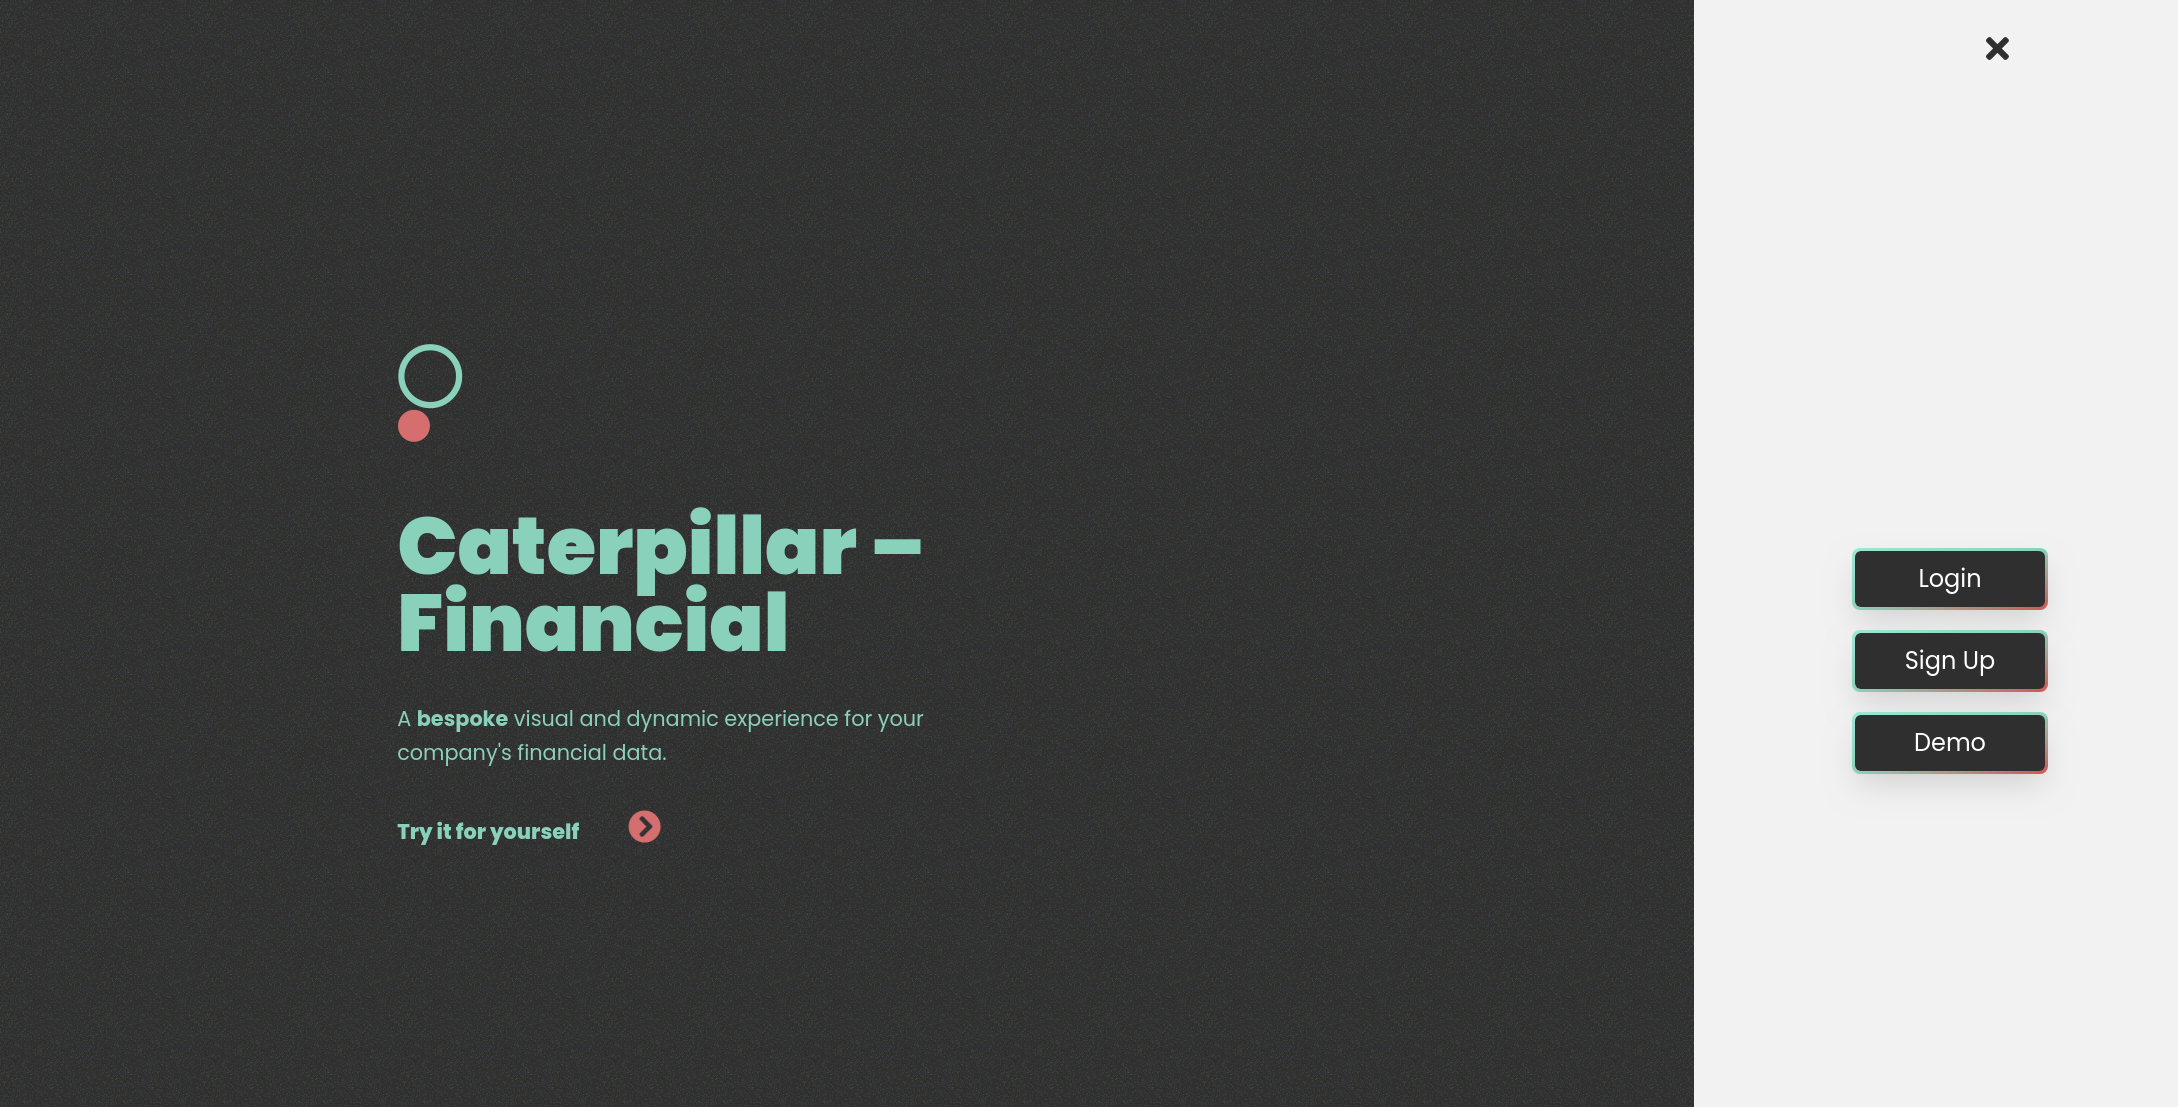 Caterpillar –
Financial
A bespoke visual and dynamic experience for your
company's financial data.
Try it for yourself
Login
Sign Up
Demo